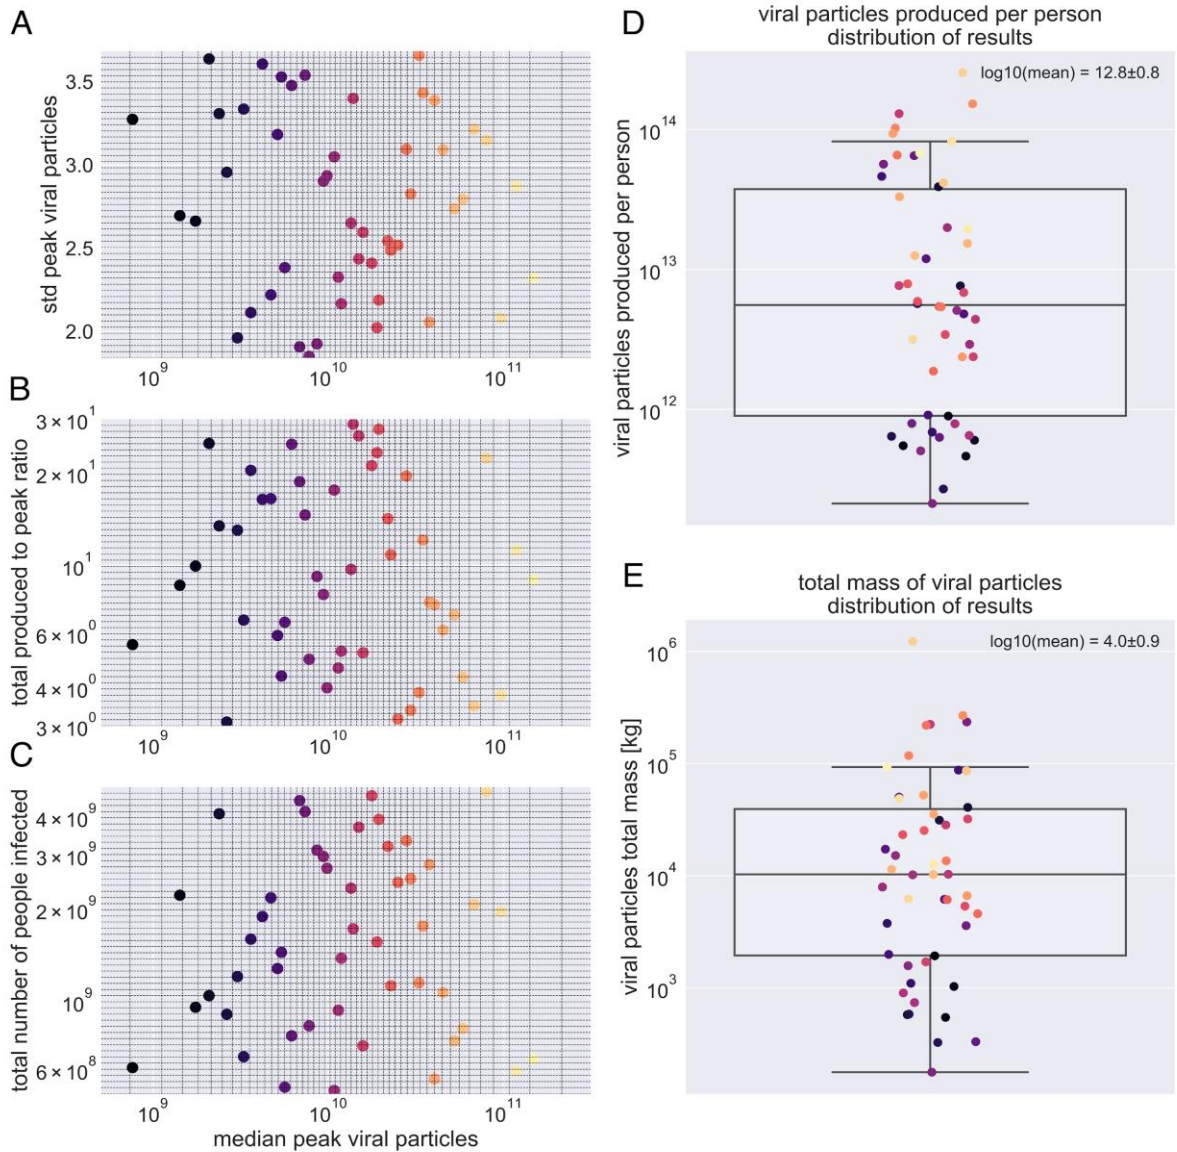 A
std peak viral particles
3.5
3.0
2.5
2.0
10^9
10^10
10^11
B
total produced to peak ratio
3 × 10^1
2 × 10^1
10^1
6 × 10^0
4 × 10^0
3 × 10^0
10^9
10^10
10^11
C
total number of people infected
4 × 10^9
3 × 10^9
2 × 10^9
10^9
6 × 10^8
10^9
10^10
10^11
median peak viral particles
D
viral particles produced per person
distribution of results
log10(mean) = 12.8±0.8
viral particles produced per person
10^14
10^13
10^12
E
total mass of viral particles
distribution of results
log10(mean) = 4.0±0.9
viral particles total mass [kg]
10^6
10^5
10^4
10^3